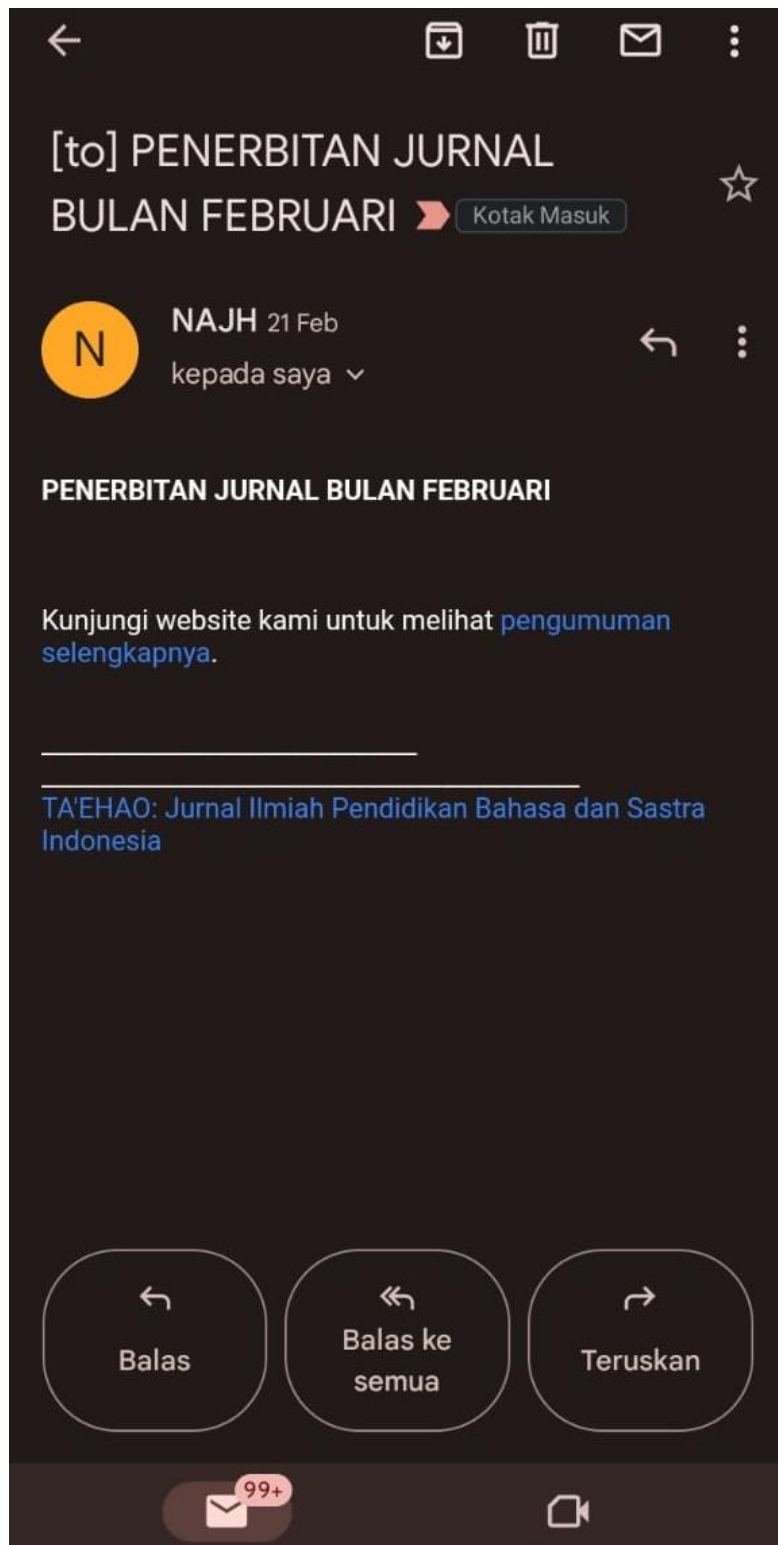 [to] PENERBITAN JURNAL
BULAN FEBRUARI Kotak Masuk
N
NAJH 21 Feb
kepada saya
PENERBITAN JURNAL BULAN FEBRUARI
Kunjungi website kami untuk melihat pengumuman
selengkapnya.
TA'EHAO: Jurnal Ilmiah Pendidikan Bahasa dan Sastra
Indonesia
Balas
Balas ke
semua
Teruskan
99+